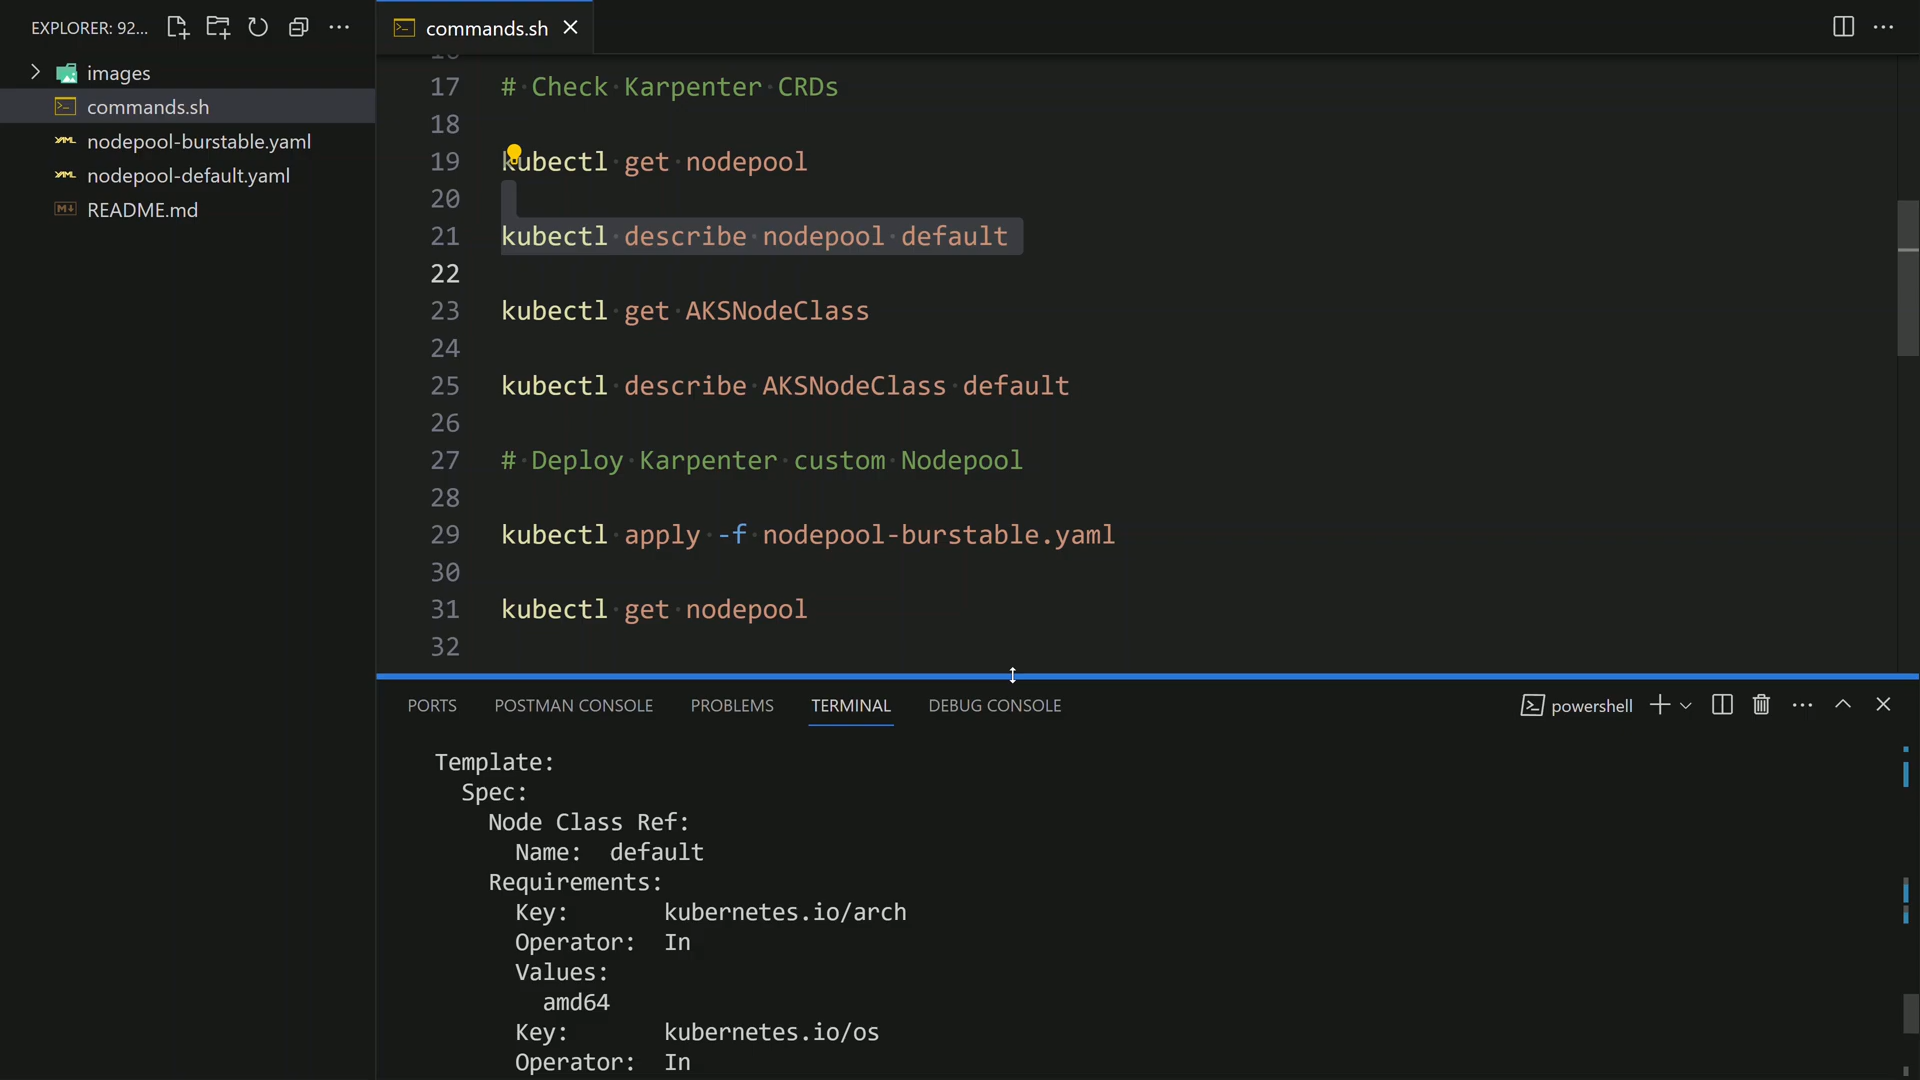 EXPLORER: 92...
images
commands.sh
nodepool-burstable.yaml
nodepool-default.yaml
README.md
commands.sh
17 # Check Karpenter CRDs
18
19 kubectl get nodepool
20
21 kubectl describe nodepool default
22
23 kubectl get AKSNodeClass
24
25 kubectl describe AKSNodeClass default
26
27 # Deploy Karpenter custom Nodepool
28
29 kubectl apply -f nodepool-burstable.yaml
30
31 kubectl get nodepool
32
PORTS POSTMAN CONSOLE PROBLEMS TERMINAL DEBUG CONSOLE powershell
Template:
Spec:
Node Class Ref:
Name: default
Requirements:
Key: kubernetes.io/arch
Operator: In
Values:
amd64
Key: kubernetes.io/os
Operator: In